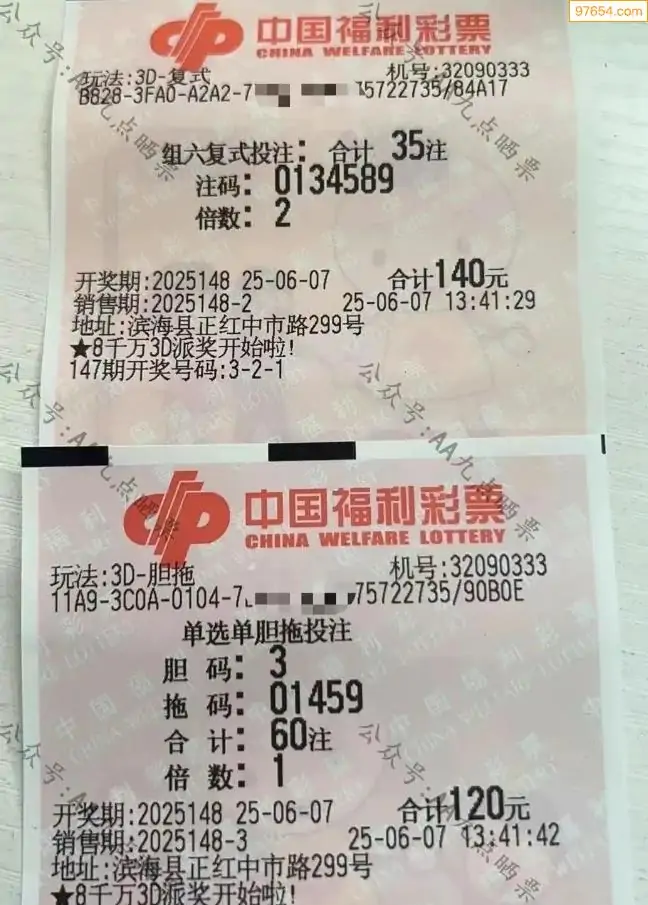 97654.com
中国福利彩票
CHINA WELFARE LOTTERY
玩法:3D-复式 机号:32090333
B828-3FA0-A2A2-7 75722735/84A17
组六复式投注: 合计 35注
注码: 0134589
倍数: 2
开奖期:2025148 25-06-07 合计140元
销售期:2025148-2 25-06-07 13:41:29
地址:滨海县正红中市路299号
★8千万3D派奖开始啦!
147期开奖号码:3-2-1
中国福利彩票
CHINA WELFARE LOTTERY
玩法:3D-胆拖 机号:32090333
11A9-3C0A-0104-7 75722735/90B0E
单选单胆拖投注
胆 码: 3
拖 码: 01459
合 计: 60注
倍 数: 1
开奖期:2025148 25-06-07 合计120元
销售期:2025148-3 25-06-07 13:41:42
地址:滨海县正红中市路299号
★8千万3D派奖开始啦!
公众号:AA九点晒票